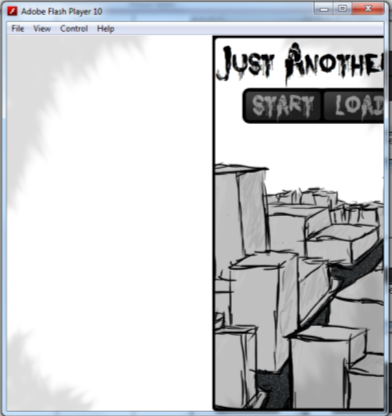 Adobe Flash Player 10
File View Control Help
JUST ANOTHE
START LOAD